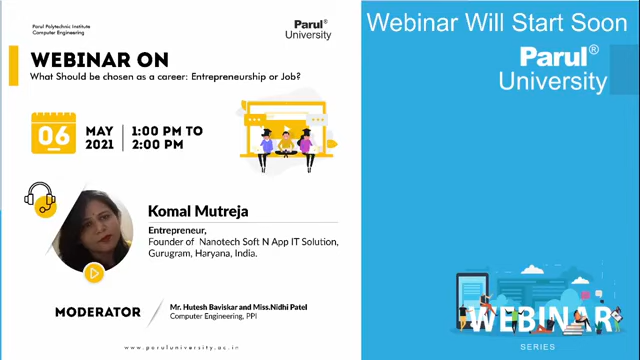 Parul Polytechnic Institute
Computer Engineering
Parul®
University
WEBINAR ON
What Should be chosen as a career: Entrepreneurship or Job?
06
MAY
2021
1:00 PM TO
2:00 PM
Komal Mutreja
Entrepreneur,
Founder of Nanotech Soft N App IT Solution,
Gurugram, Haryana, India.
MODERATOR
Mr. Hutesh Baviskar and Miss.Nidhi Patel
Computer Engineering, PPI
www.paruluniversity.ac.in
Webinar Will Start Soon
Parul®
University
WEBINAR
SERIES